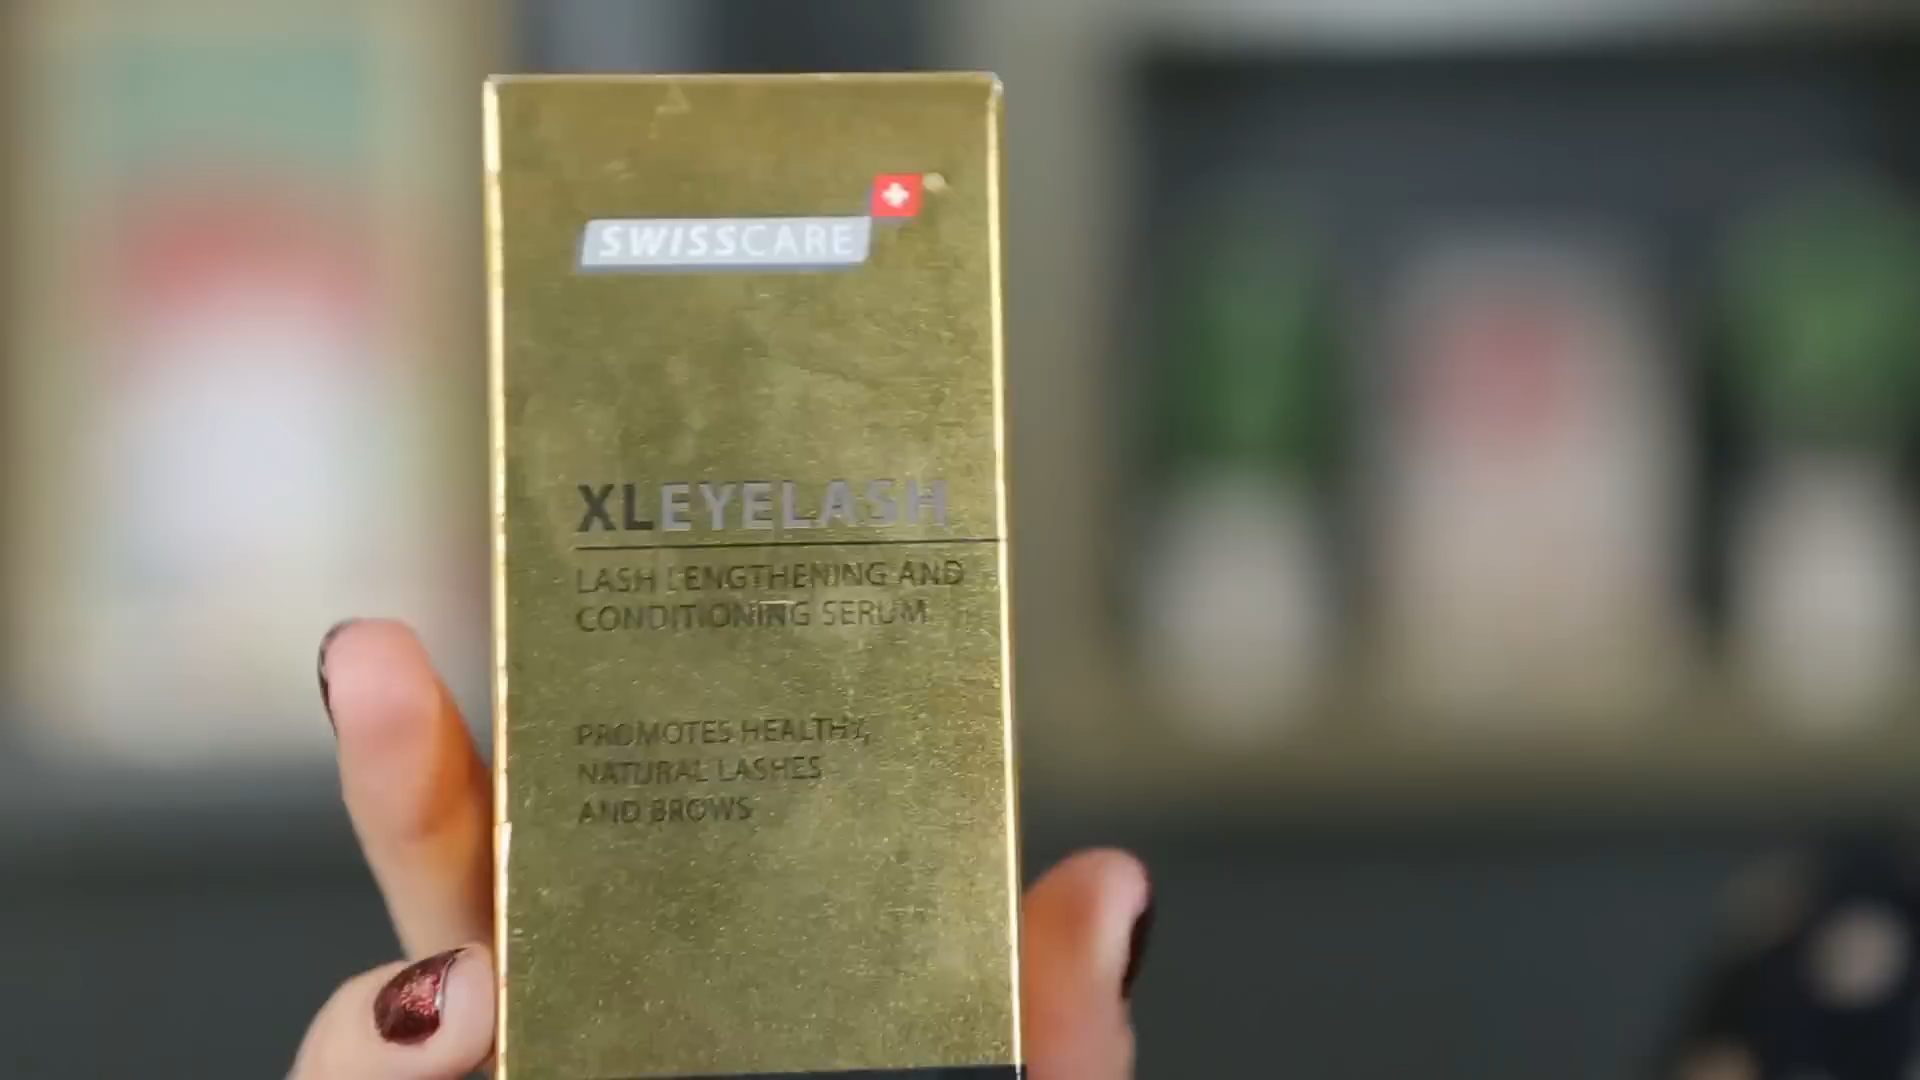 SWISSCARE
XLEYELASH
LASH LENGTHENING AND
CONDITIONING SERUM
PROMOTES HEALTHY,
NATURAL LASHES
AND BROWS